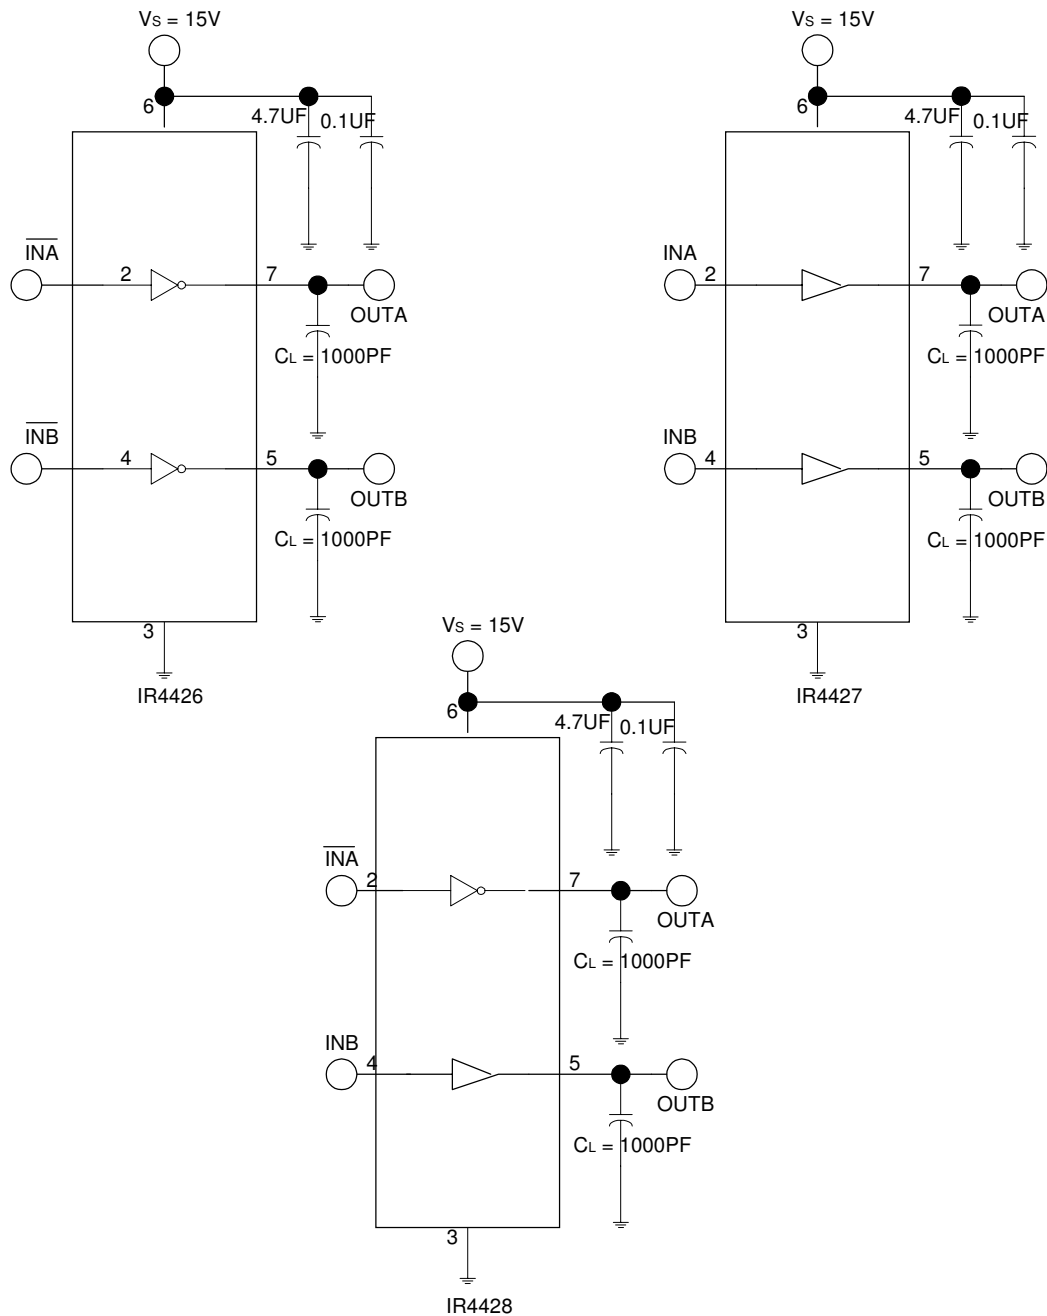 VS = 15V
6
4.7UF
0.1UF
INA
2
7
OUTA
CL = 1000PF
INB
4
5
OUTB
CL = 1000PF
3
IR4426
VS = 15V
6
4.7UF
0.1UF
INA
2
7
OUTA
CL = 1000PF
INB
4
5
OUTB
CL = 1000PF
3
IR4427
VS = 15V
6
4.7UF
0.1UF
INA
2
7
OUTA
CL = 1000PF
INB
4
5
OUTB
CL = 1000PF
3
IR4428